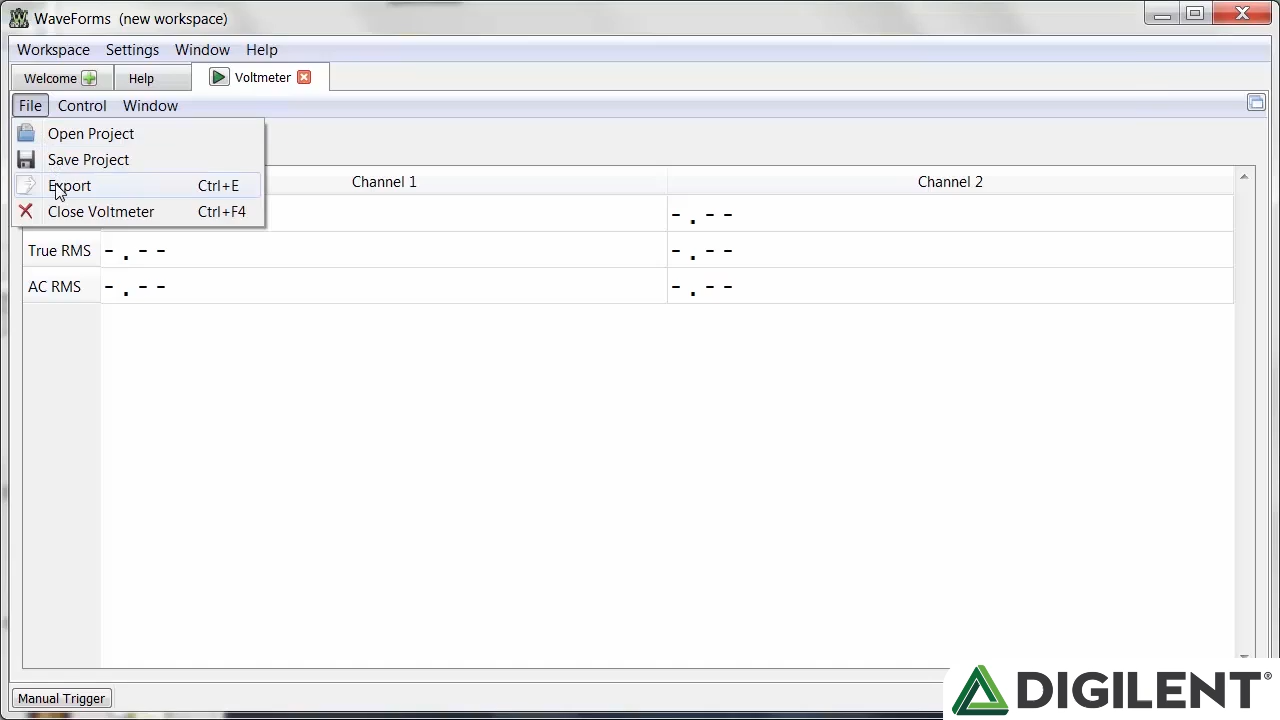 WaveForms (new workspace)
Workspace Settings Window Help
Welcome Help Voltmeter
File Control Window
Open Project
Save Project
Export Ctrl+E
Close Voltmeter Ctrl+F4
Channel 1 Channel 2
-.--
True RMS -.-- -.--
AC RMS -.-- -.--
Manual Trigger
DIGILENT®